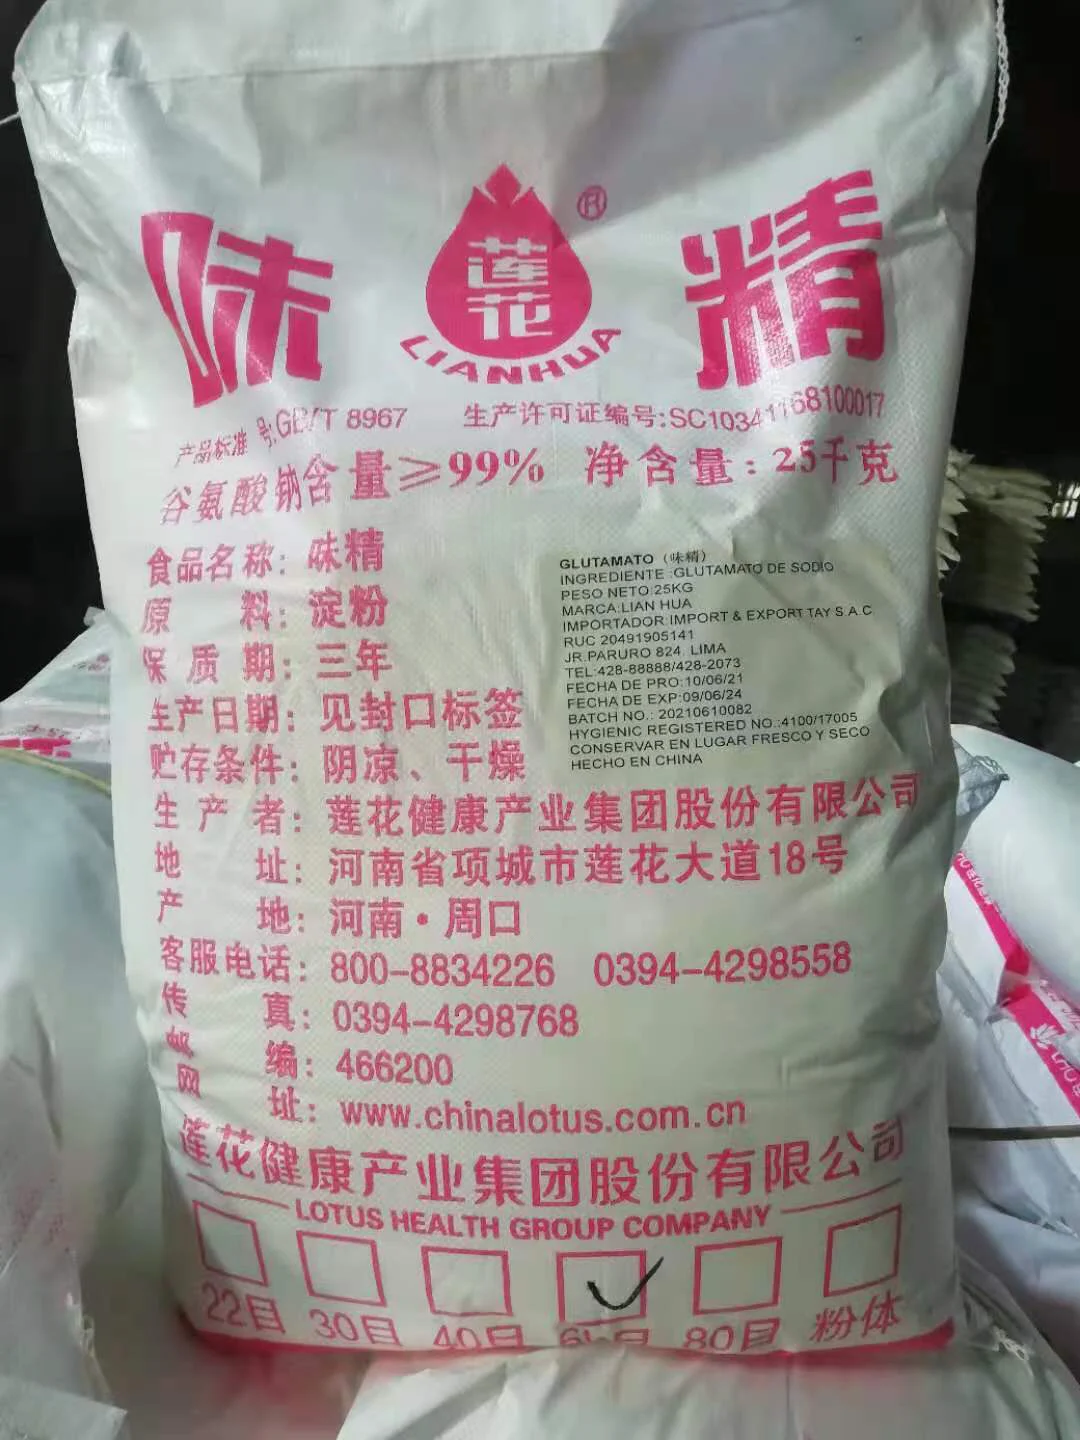 味 莲花 ® 精
LIANHUA
产品标准号:GB/T 8967 生产许可证编号:SC10341168100017
谷氨酸钠含量≥99% 净含量:25千克
食品名称:味精
原料:淀粉
保质期:三年
生产日期:见封口标签
贮存条件:阴凉、干燥
GLUTAMATO (味精)
INGREDIENTE :GLUTAMATO DE SODIO
PESO NETO:25KG
MARCA:LIAN HUA
IMPORTADOR:IMPORT & EXPORT TAY S.A.C
RUC 20491905141
JR.PARURO 824. LIMA
TEL:428-88888/428-2073
FECHA DE PRO:10/06/21
FECHA DE EXP:09/06/24
BATCH NO.: 20210610082
HYGIENIC REGISTERED NO.:4100/17005
CONSERVAR EN LUGAR FRESCO Y SECO
HECHO EN CHINA
生产者:莲花健康产业集团股份有限公司
地址:河南省项城市莲花大道18号
产地:河南·周口
客服电话:800-8834226 0394-4298558
传真:0394-4298768
邮编:466200
网址:www.chinalotus.com.cn
莲花健康产业集团股份有限公司
LOTUS HEALTH GROUP COMPANY
22目 30目 40目 80目 粉体